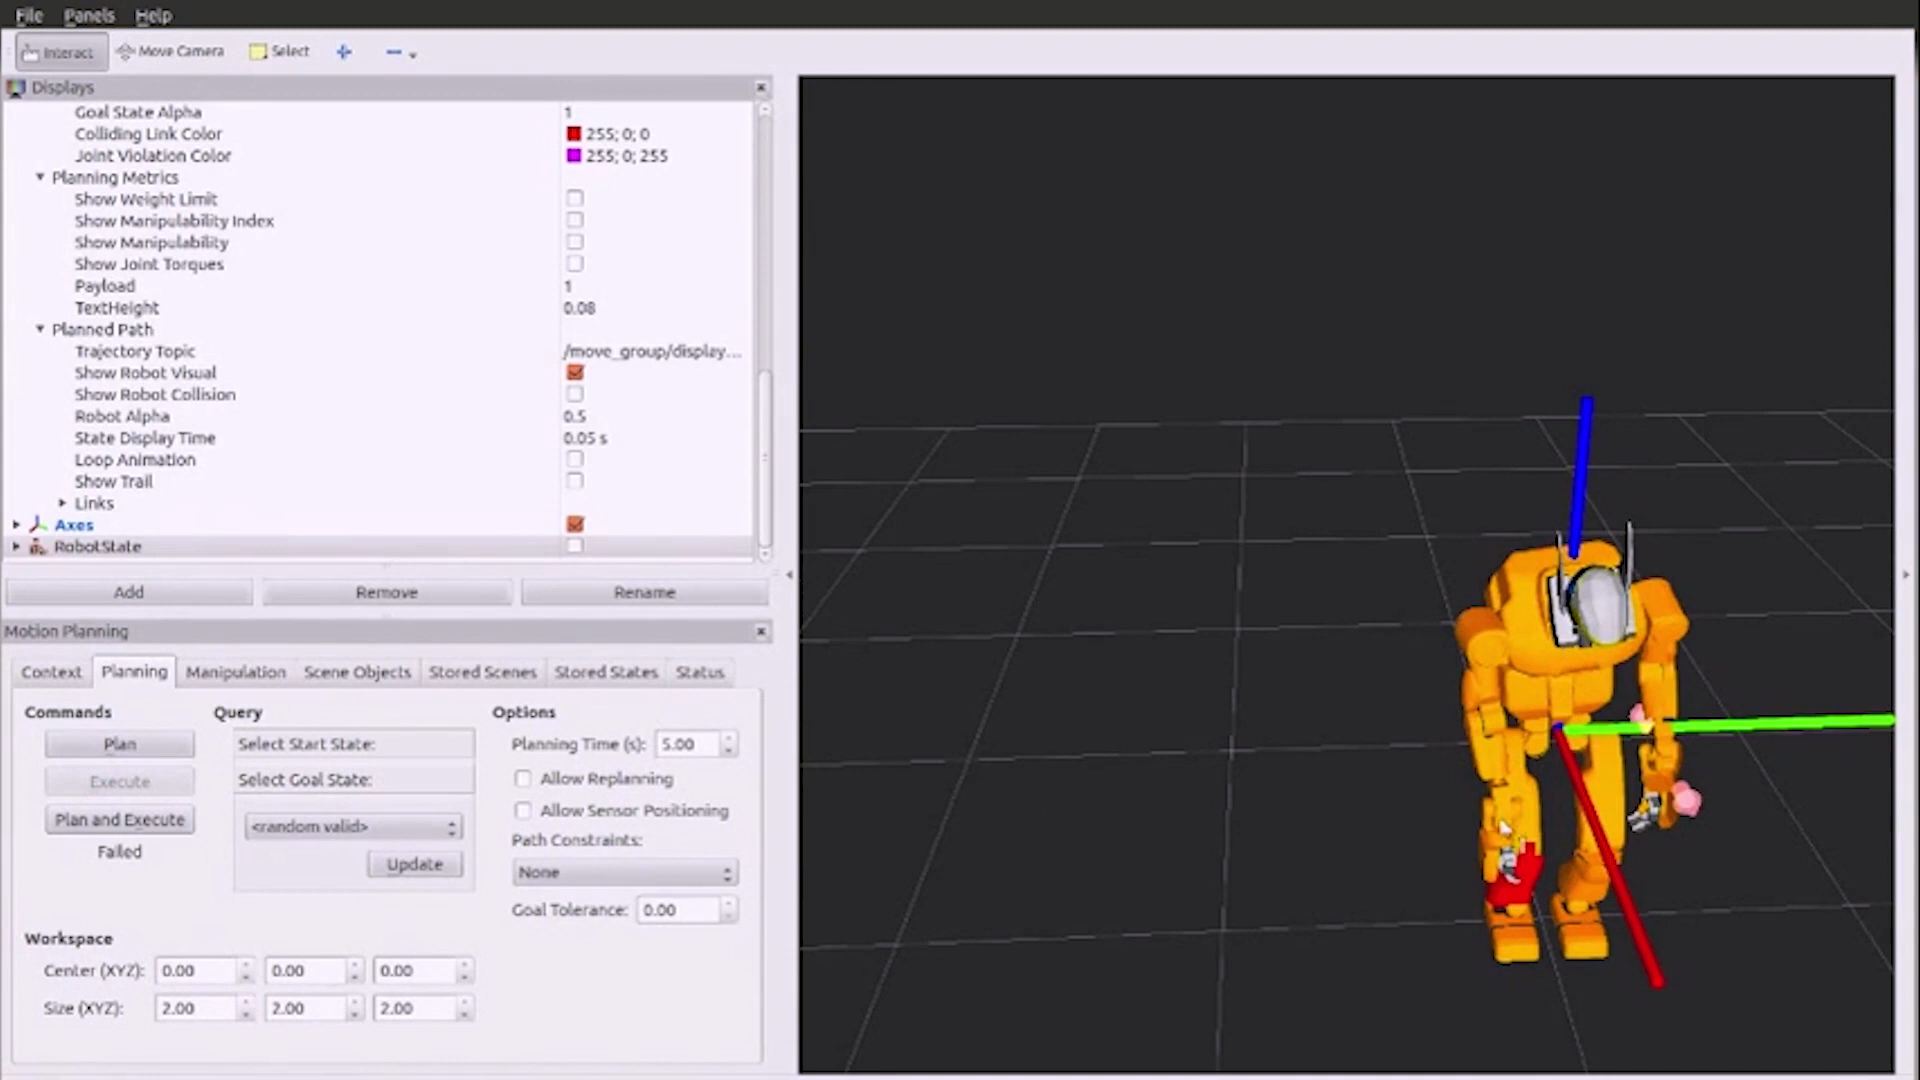 File Panels Help
Interact Move Camera Select
Displays
Goal State Alpha 1
Colliding Link Color 255; 0; 0
Joint Violation Color 255; 0; 255
Planning Metrics
Show Weight Limit
Show Manipulability Index
Show Manipulability
Show Joint Torques
Payload 1
TextHeight 0.08
Planned Path
Trajectory Topic /move_group/display...
Show Robot Visual
Show Robot Collision
Robot Alpha 0.5
State Display Time 0.05 s
Loop Animation
Show Trail
Links
Axes
RobotState
Add Remove Rename
Motion Planning
Context Planning Manipulation Scene Objects Stored Scenes Stored States Status
Commands Query Options
Plan Select Start State: Planning Time (s): 5.00
Execute Select Goal State: Allow Replanning
Plan and Execute <random valid> Allow Sensor Positioning
Failed Update Path Constraints:
None
Goal Tolerance: 0.00
Workspace
Center (XYZ): 0.00 0.00 0.00
Size (XYZ): 2.00 2.00 2.00